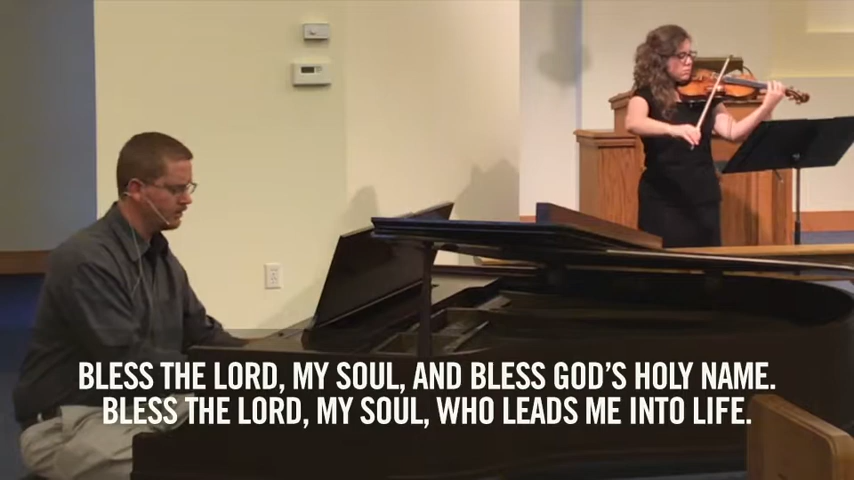 BLESS THE LORD, MY SOUL, AND BLESS GOD'S HOLY NAME.
BLESS THE LORD, MY SOUL, WHO LEADS ME INTO LIFE.